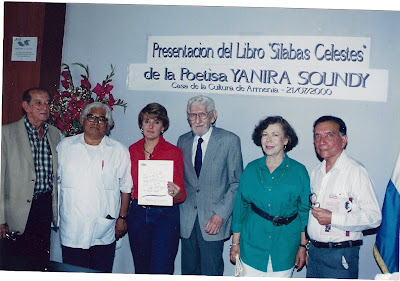 Presentacion del Libro "Silabas Celestes"
de la Poetisa YANIRA SOUNDY
Casa de la Cultura de Armenia - 21/07/2000